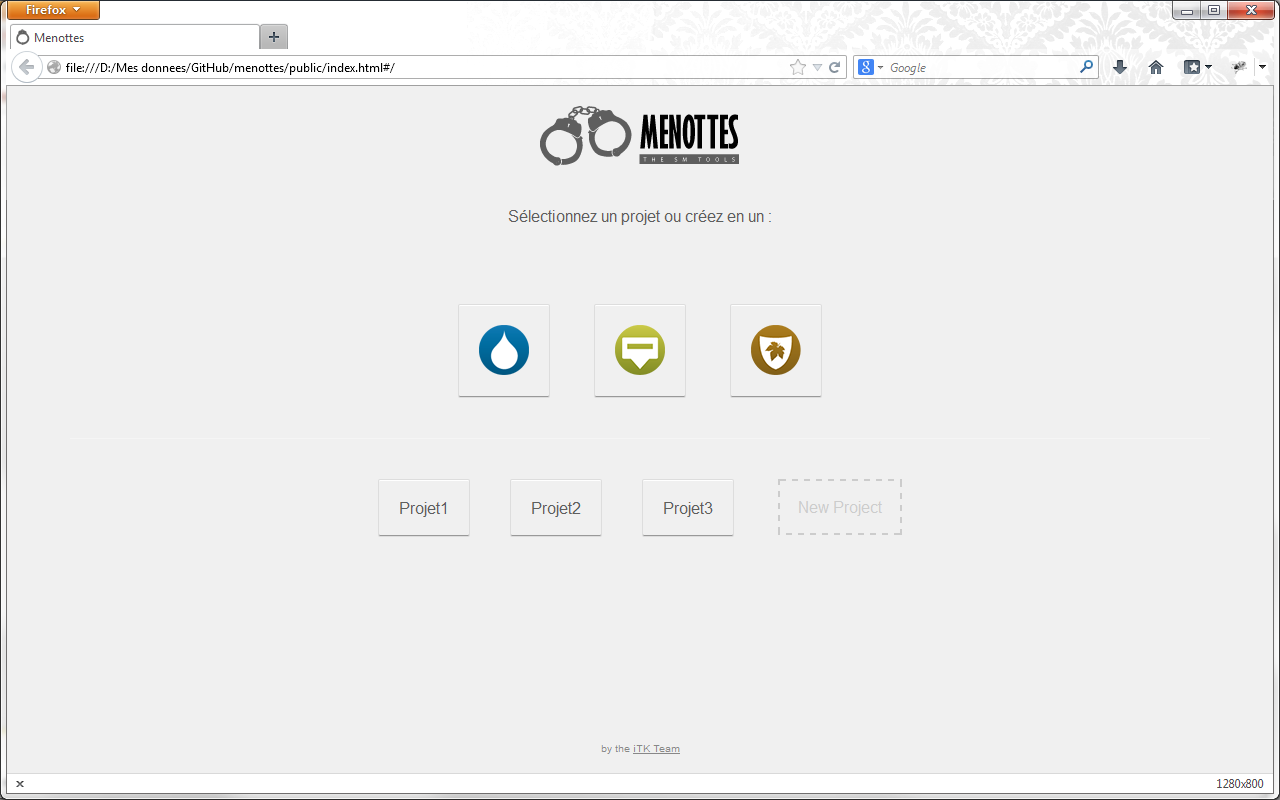 Firefox
Menottes
file:///D:/Mes donnees/GitHub/menottes/public/index.html#/
Google
MENOTTES
THE SM TOOLS
Sélectionnez un projet ou créez en un :
Projet1
Projet2
Projet3
New Project
by the iTK Team
1280x800